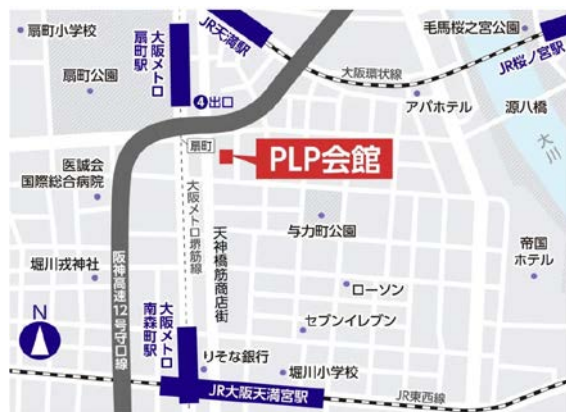 扇町小学校
大阪メトロ
扇町駅
JR天満駅
毛馬桜之宮公園
JR桜ノ宮駅
大阪環状線
扇町公園
4出口
アパホテル
源八橋
大川
扇町
PLP会館
医誠会
国際総合病院
大阪メトロ堺筋線
天神橋筋商店街
与力町公園
帝国
ホテル
阪神高速12号守口線
堀川戎神社
ローソン
N
大阪メトロ
南森町駅
セブンイレブン
りそな銀行
堀川小学校
JR大阪天満宮駅
JR東西線